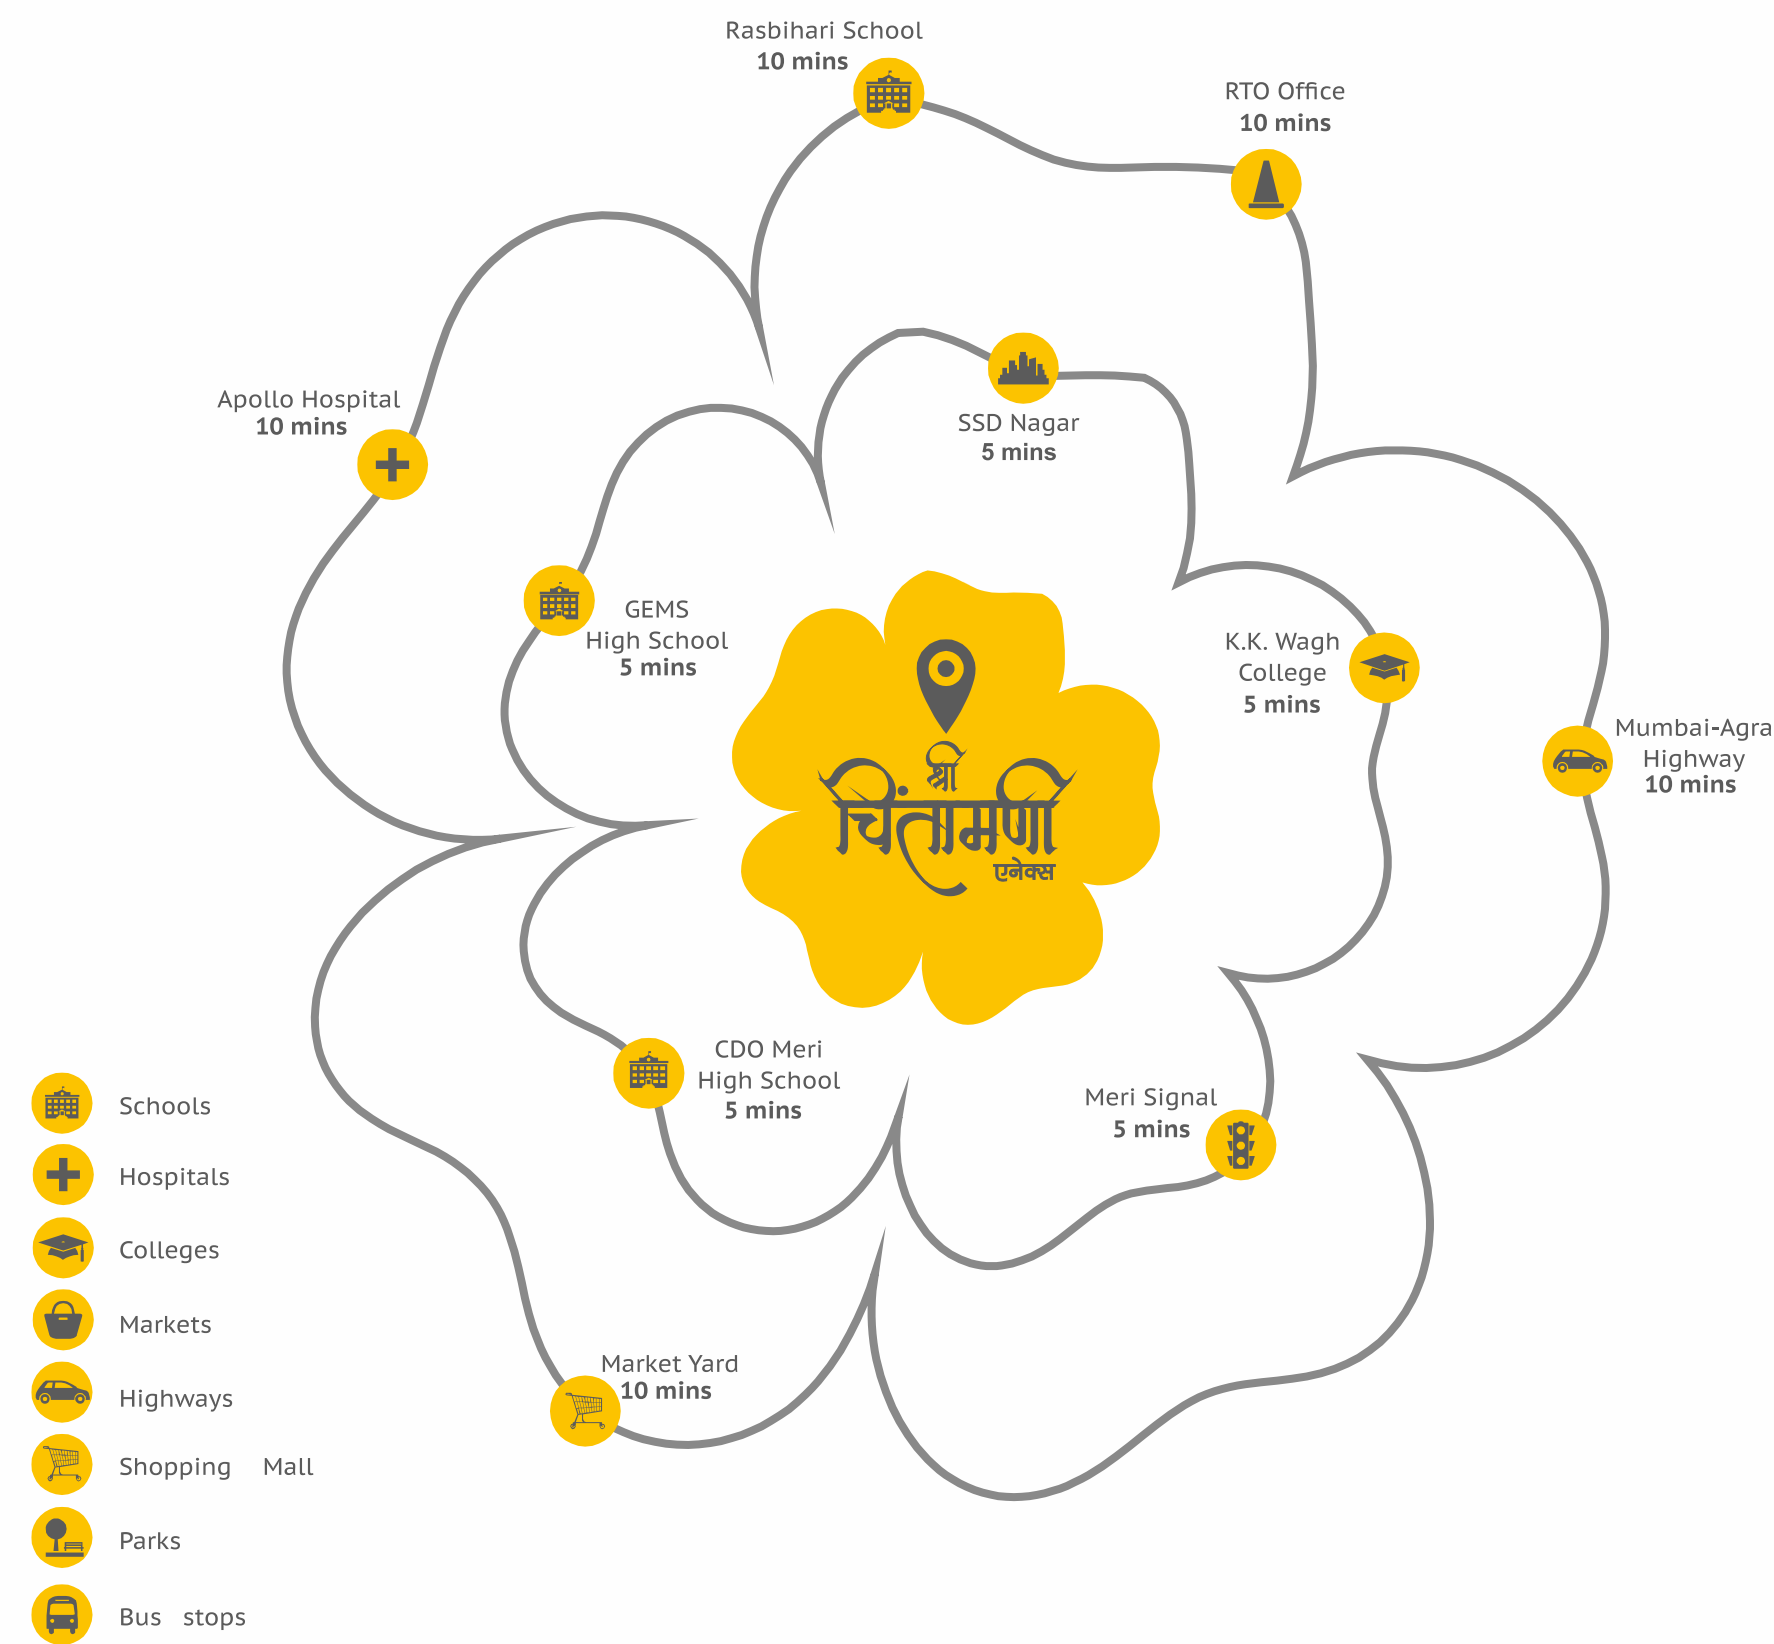 Rasbihari School
10 mins
RTO Office
10 mins
Apollo Hospital
10 mins
SSD Nagar
5 mins
GEMS
High School
5 mins
K.K. Wagh
College
5 mins
Mumbai-Agra
Highway
10 mins
श्री
चिंतामणी
एनेक्स
CDO Meri
High School
5 mins
Meri Signal
5 mins
Market Yard
10 mins
Schools
Hospitals
Colleges
Markets
Highways
Shopping Mall
Parks
Bus stops